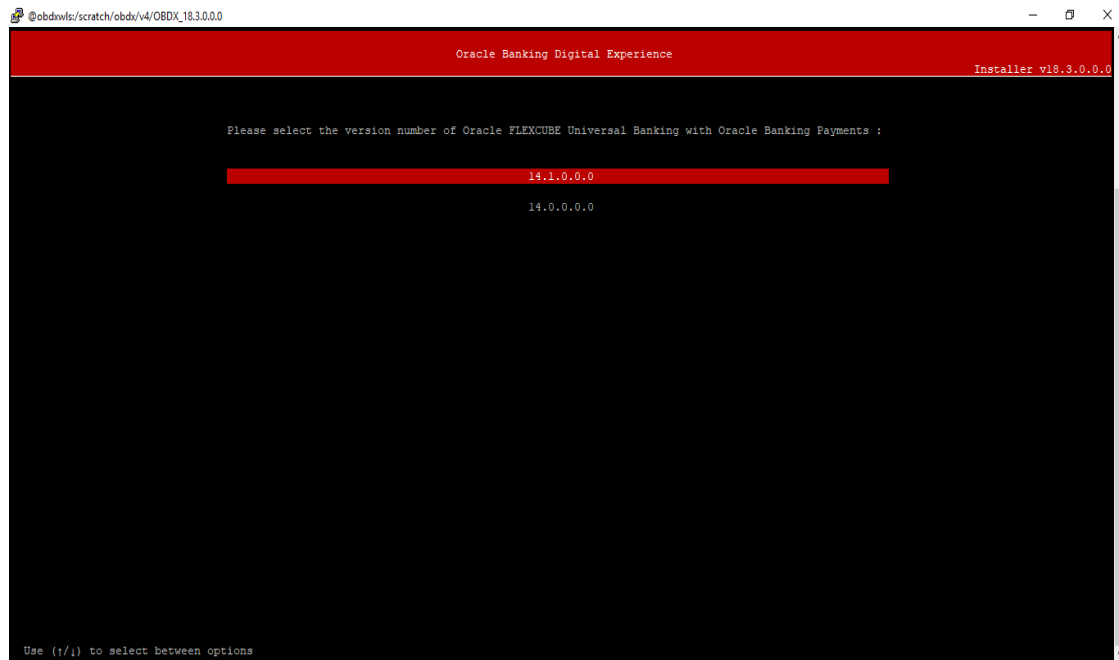 @obdxwls:/scratch/obdx/v4/OBDX_18.3.0.0.0
Oracle Banking Digital Experience
Installer v18.3.0.0.0
Please select the version number of Oracle FLEXCUBE Universal Banking with Oracle Banking Payments :
14.1.0.0.0
14.0.0.0.0
Use (↑/↓) to select between options